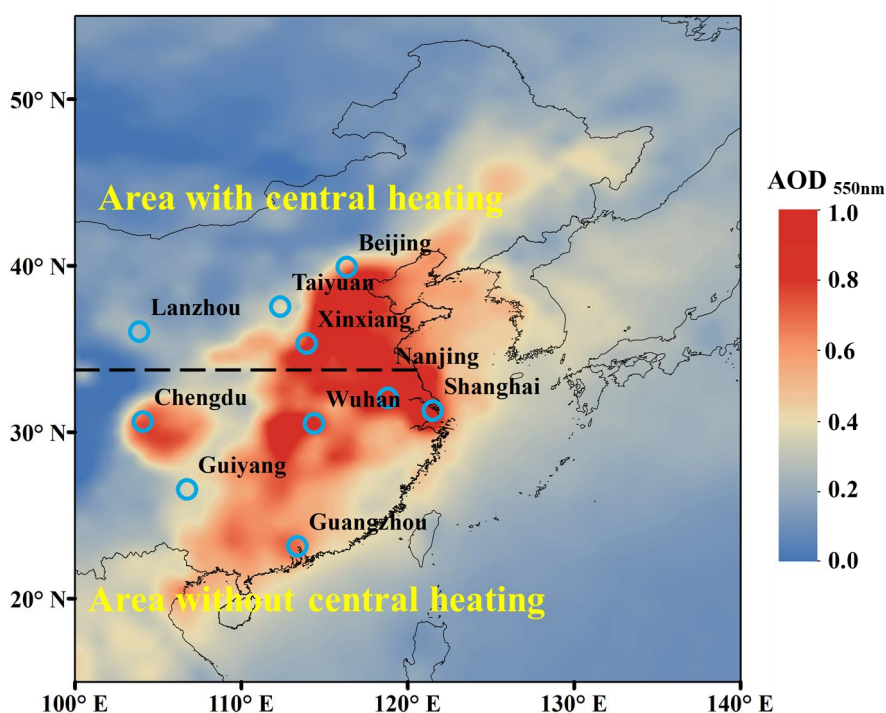 50° N
40° N
30° N
20° N
Area with central heating
Beijing
Taiyuan
Lanzhou
Xinxiang
Nanjing
Chengdu
Wuhan
Shanghai
Guiyang
Guangzhou
Area without central heating
100° E
110° E
120° E
130° E
140° E
AOD 550nm
1.0
0.8
0.6
0.4
0.2
0.0